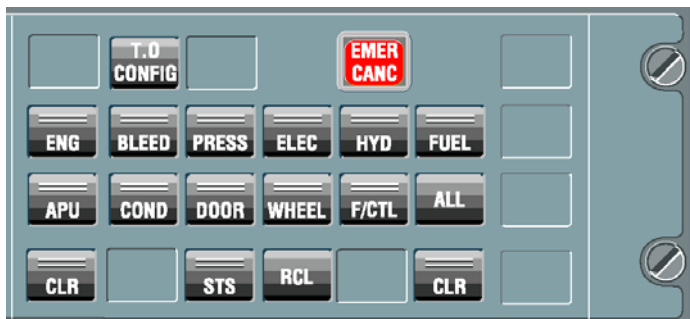 T.O
CONFIG
EMER
CANC
ENG
BLEED
PRESS
ELEC
HYD
FUEL
APU
COND
DOOR
WHEEL
F/CTL
ALL
CLR
STS
RCL
CLR